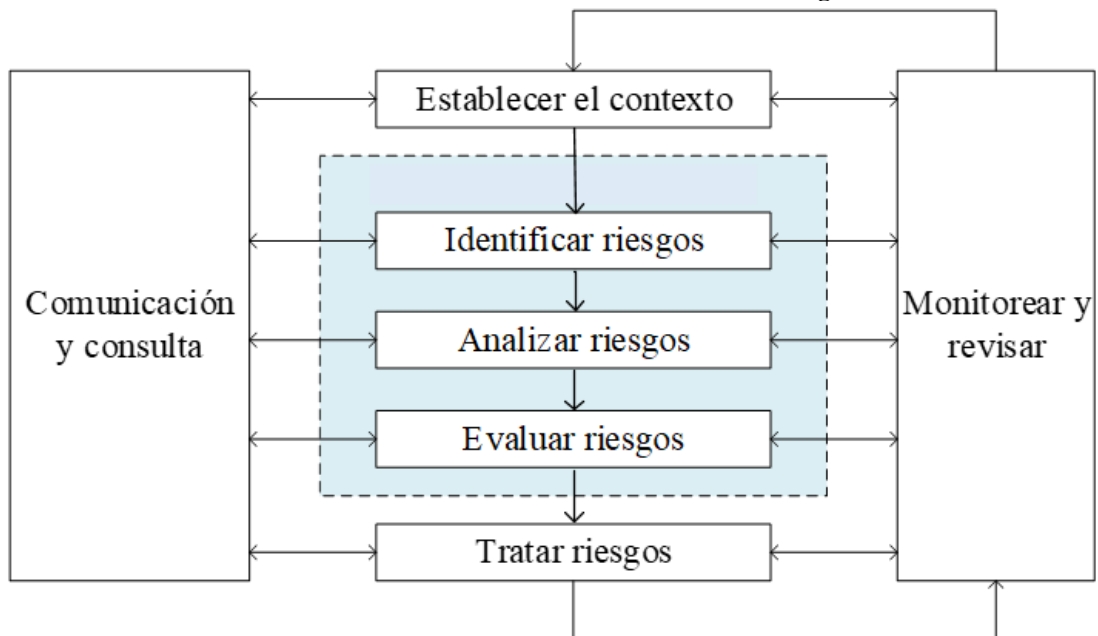 Establecer el contexto
Identificar riesgos
Comunicación
y consulta
Analizar riesgos
Monitorear y
revisar
Evaluar riesgos
Tratar riesgos